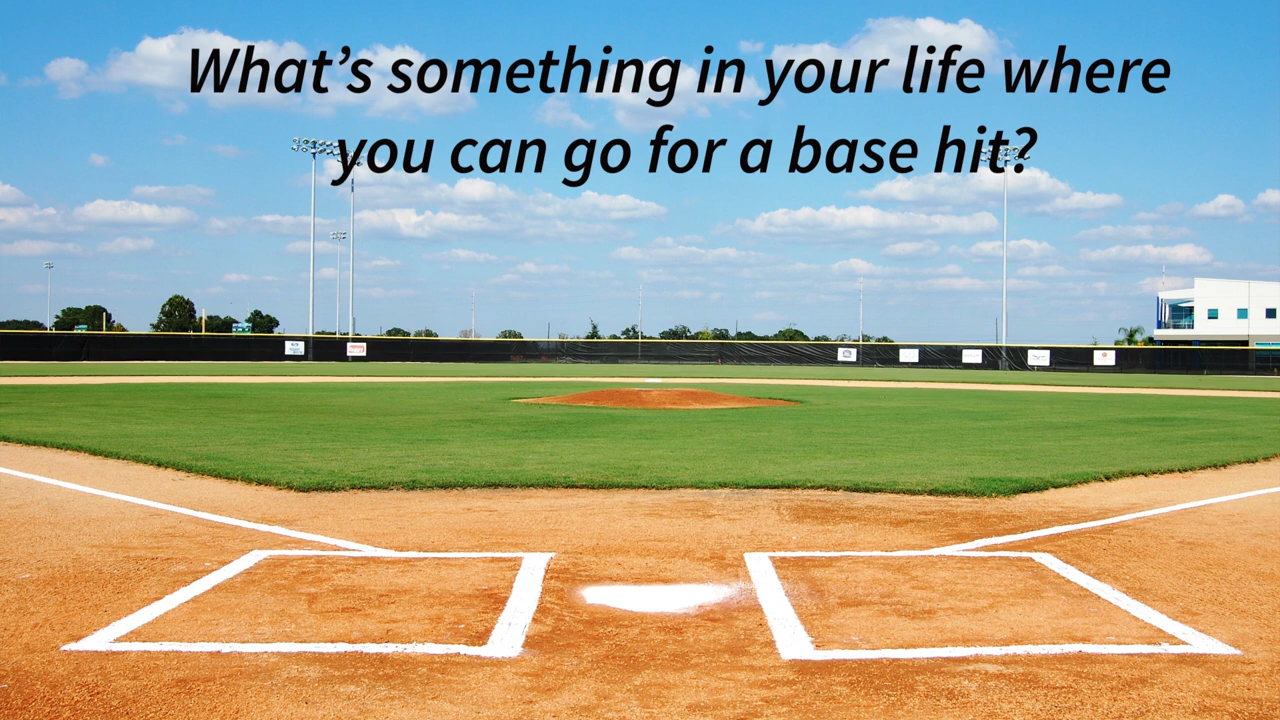 What’s something in your life where
you can go for a base hit?